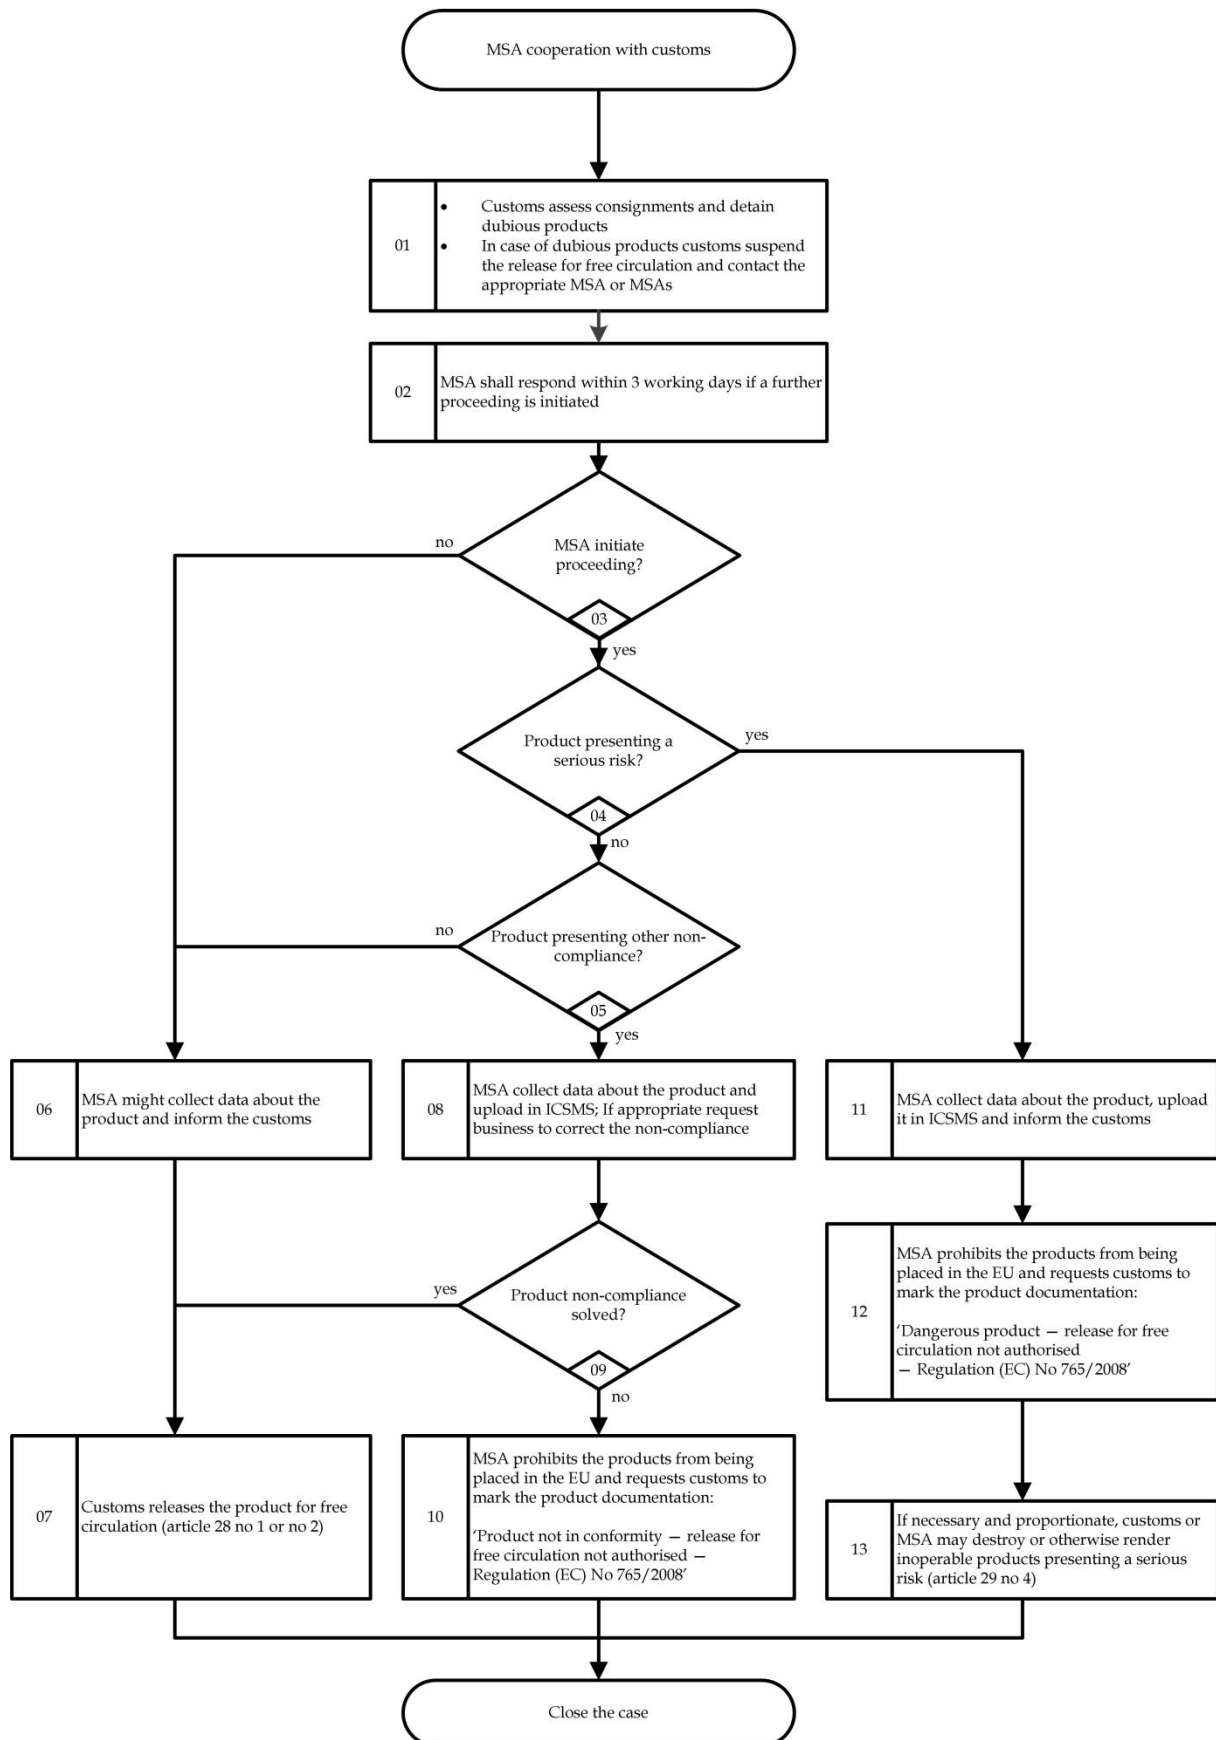 MSA cooperation with customs
01
• Customs assess consignments and detain
dubious products
• In case of dubious products customs suspend
the release for free circulation and contact the
appropriate MSA or MSAs
02
MSA shall respond within 3 working days if a further
proceeding is initiated
MSA initiate
proceeding?
03
no
yes
Product presenting a
serious risk?
04
yes
no
Product presenting other non-
compliance?
05
no
yes
06
MSA might collect data about the
product and inform the customs
08
MSA collect data about the product and
upload in ICSMS; If appropriate request
business to correct the non-compliance
11
MSA collect data about the product, upload
it in ICSMS and inform the customs
Product non-compliance
solved?
09
yes
no
12
MSA prohibits the products from being
placed in the EU and requests customs to
mark the product documentation:
‘Dangerous product — release for free
circulation not authorised
— Regulation (EC) No 765/2008’
07
Customs releases the product for free
circulation (article 28 no 1 or no 2)
10
MSA prohibits the products from being
placed in the EU and requests customs to
mark the product documentation:
‘Product not in conformity — release for
free circulation not authorised —
Regulation (EC) No 765/2008’
13
If necessary and proportionate, customs or
MSA may destroy or otherwise render
inoperable products presenting a serious
risk (article 29 no 4)
Close the case